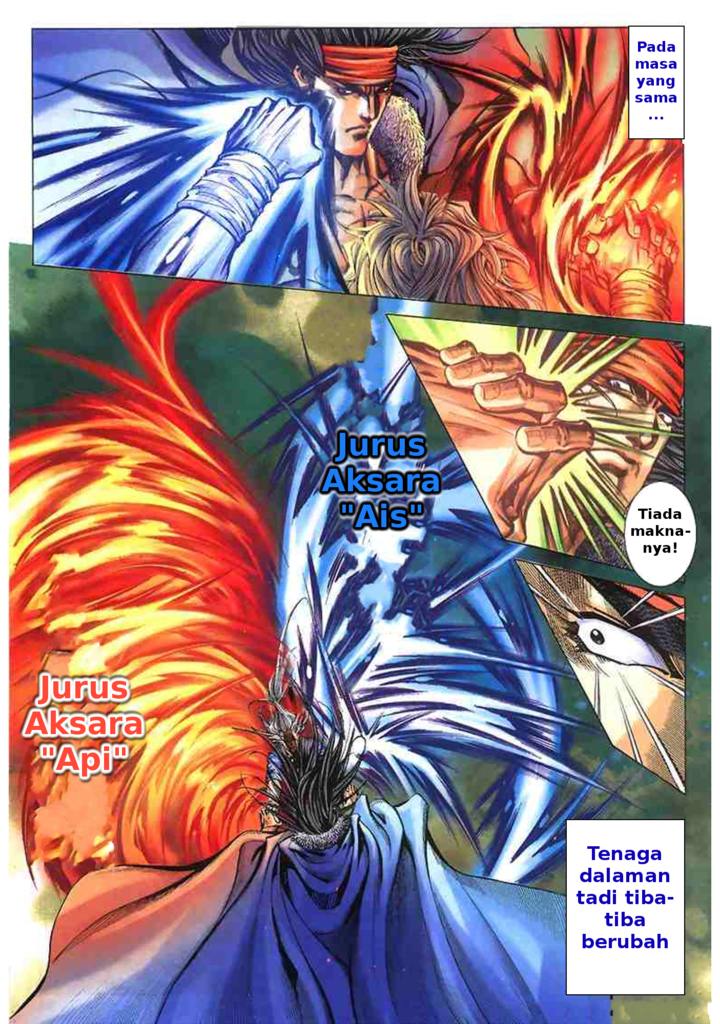 Pada
masa
yang
sama
...
Jurus
Aksara
"Ais"
Tiada
makna-
nya!
Jurus
Aksara
"Api"
Tenaga
dalaman
tadi tiba-
tiba
berubah